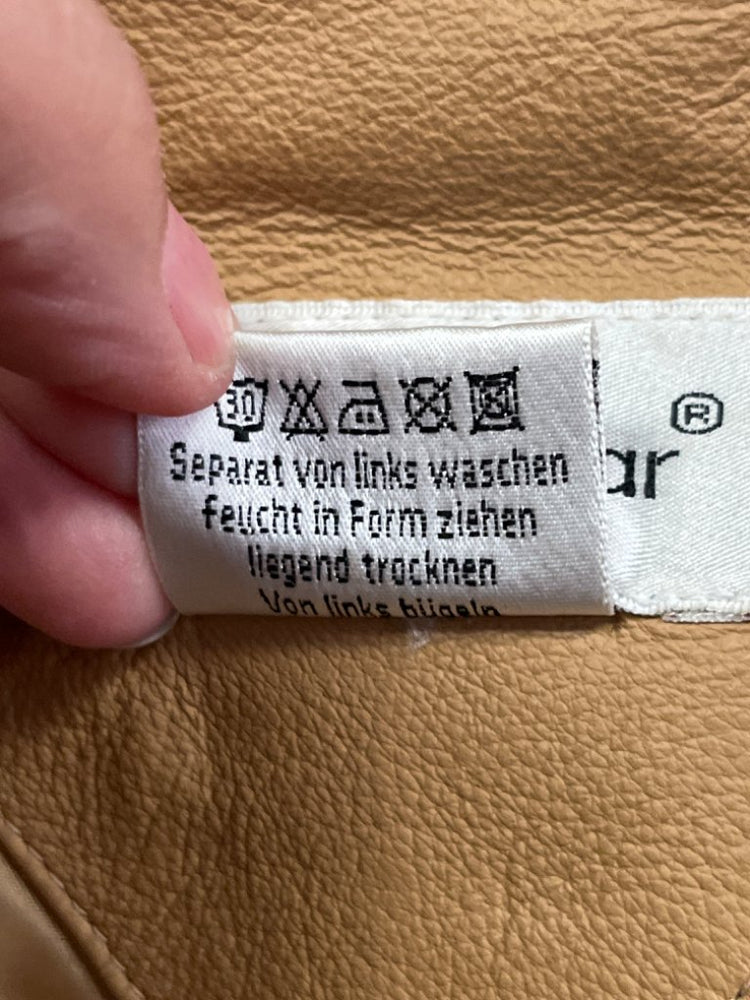 30
Separat von links waschen
feucht in Form ziehen
liegend trocknen
Von links bügeln
ar ®